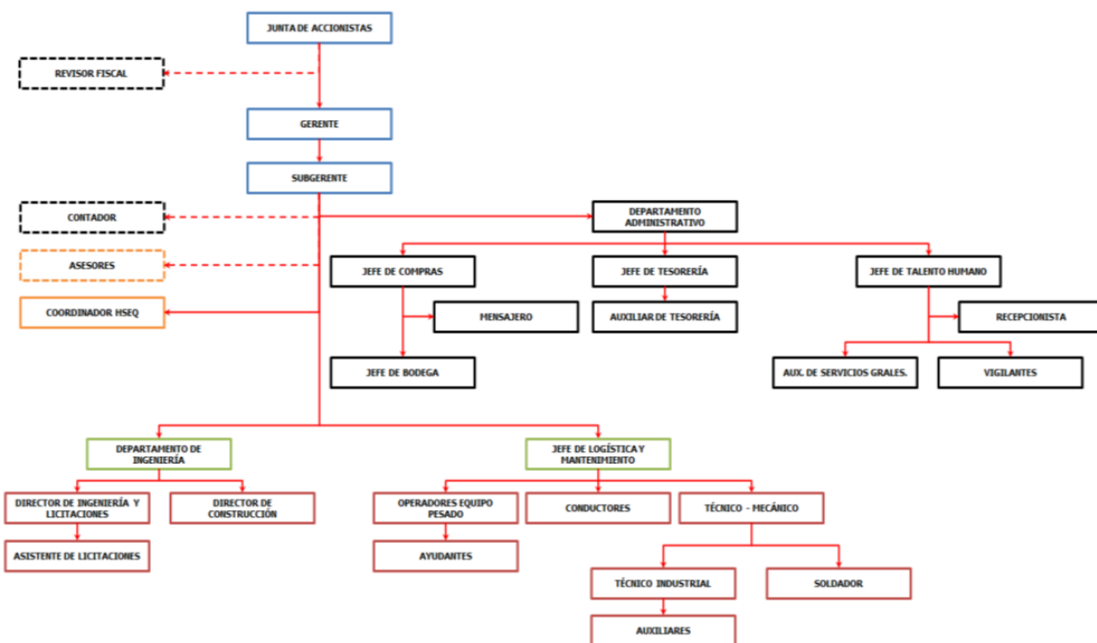 JUNTA DE ACCIONISTAS
REVISOR FISCAL
GERENTE
SUBGERENTE
CONTADOR
DEPARTAMENTO
ADMINISTRATIVO
ASESORES
JEFE DE COMPRAS
JEFE DE TESORERÍA
JEFE DE TALENTO HUMANO
COORDINADOR HSEQ
MENSAJERO
AUXILIAR DE TESORERÍA
RECEPCIONISTA
JEFE DE BODEGA
AUX. DE SERVICIOS GRALES.
VIGILANTES
DEPARTAMENTO DE
INGENIERÍA
JEFE DE LOGÍSTICA Y
MANTENIMIENTO
DIRECTOR DE INGENIERÍA Y
LICITACIONES
DIRECTOR DE
CONSTRUCCIÓN
OPERADORES EQUIPO
PESADO
CONDUCTORES
TÉCNICO - MECÁNICO
ASISTENTE DE LICITACIONES
AYUDANTES
TÉCNICO INDUSTRIAL
SOLDADOR
AUXILIARES